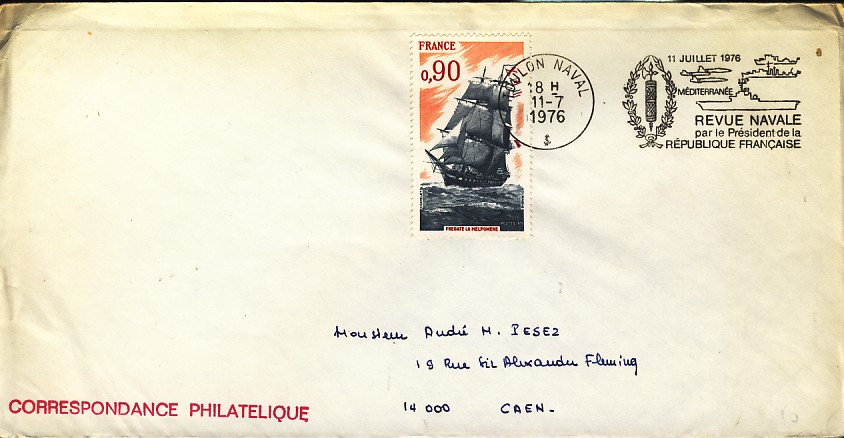 FRANCE
0,90
FREGATE LA MELPOMÈNE
TOULON NAVAL
18 H
11-7
1976
11 JUILLET 1976
MÉDITERRANÉE
REVUE NAVALE
par le Président de la
RÉPUBLIQUE FRANÇAISE
Monsieur André M. BESEZ
19 Rue Sir Alexander Fleming
14 000 CAEN-
CORRESPONDANCE PHILATELIQUE